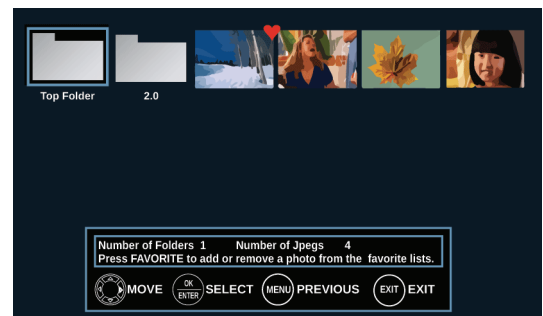 Top Folder
2.0
Number of Folders 1 Number of Jpegs 4
Press FAVORITE to add or remove a photo from the favorite lists.
OK ENTER MOVE SELECT MENU PREVIOUS EXIT EXIT